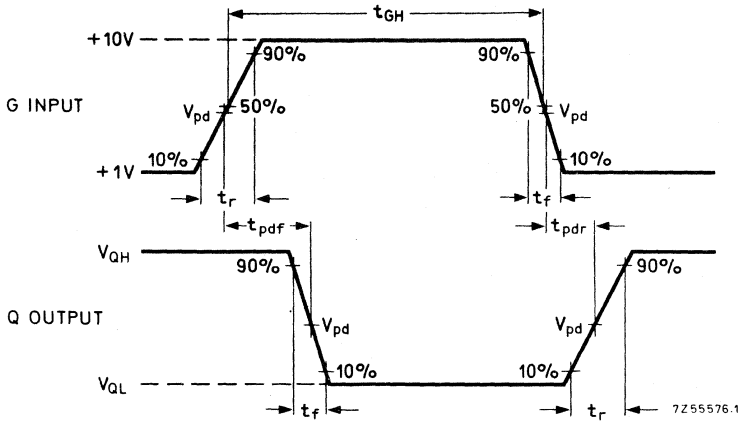 t_GH
+10V
90%
90%
G INPUT
V_pd
50%
50%
V_pd
10%
10%
+1V
t_r
t_f
t_pdf
t_pdr
V_QH
90%
90%
Q OUTPUT
V_pd
V_pd
10%
10%
V_QL
t_f
t_r
7Z55576.1